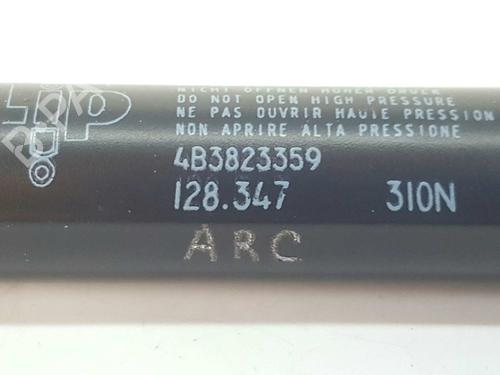 NICHT ÖFFNEN HOHER DRUCK
DO NOT OPEN HIGH PRESSURE
NE PAS OUVRIR HAUTE PRESSION
NON APRIRE ALTA PRESSIONE
4B3823359
128.347 310N
ARC